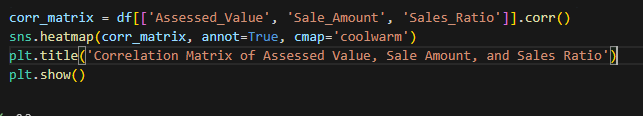 corr_matrix = df[['Assessed_Value', 'Sale_Amount', 'Sales_Ratio']].corr()
sns.heatmap(corr_matrix, annot=True, cmap='coolwarm')
plt.title('Correlation Matrix of Assessed Value, Sale Amount, and Sales Ratio')
plt.show()